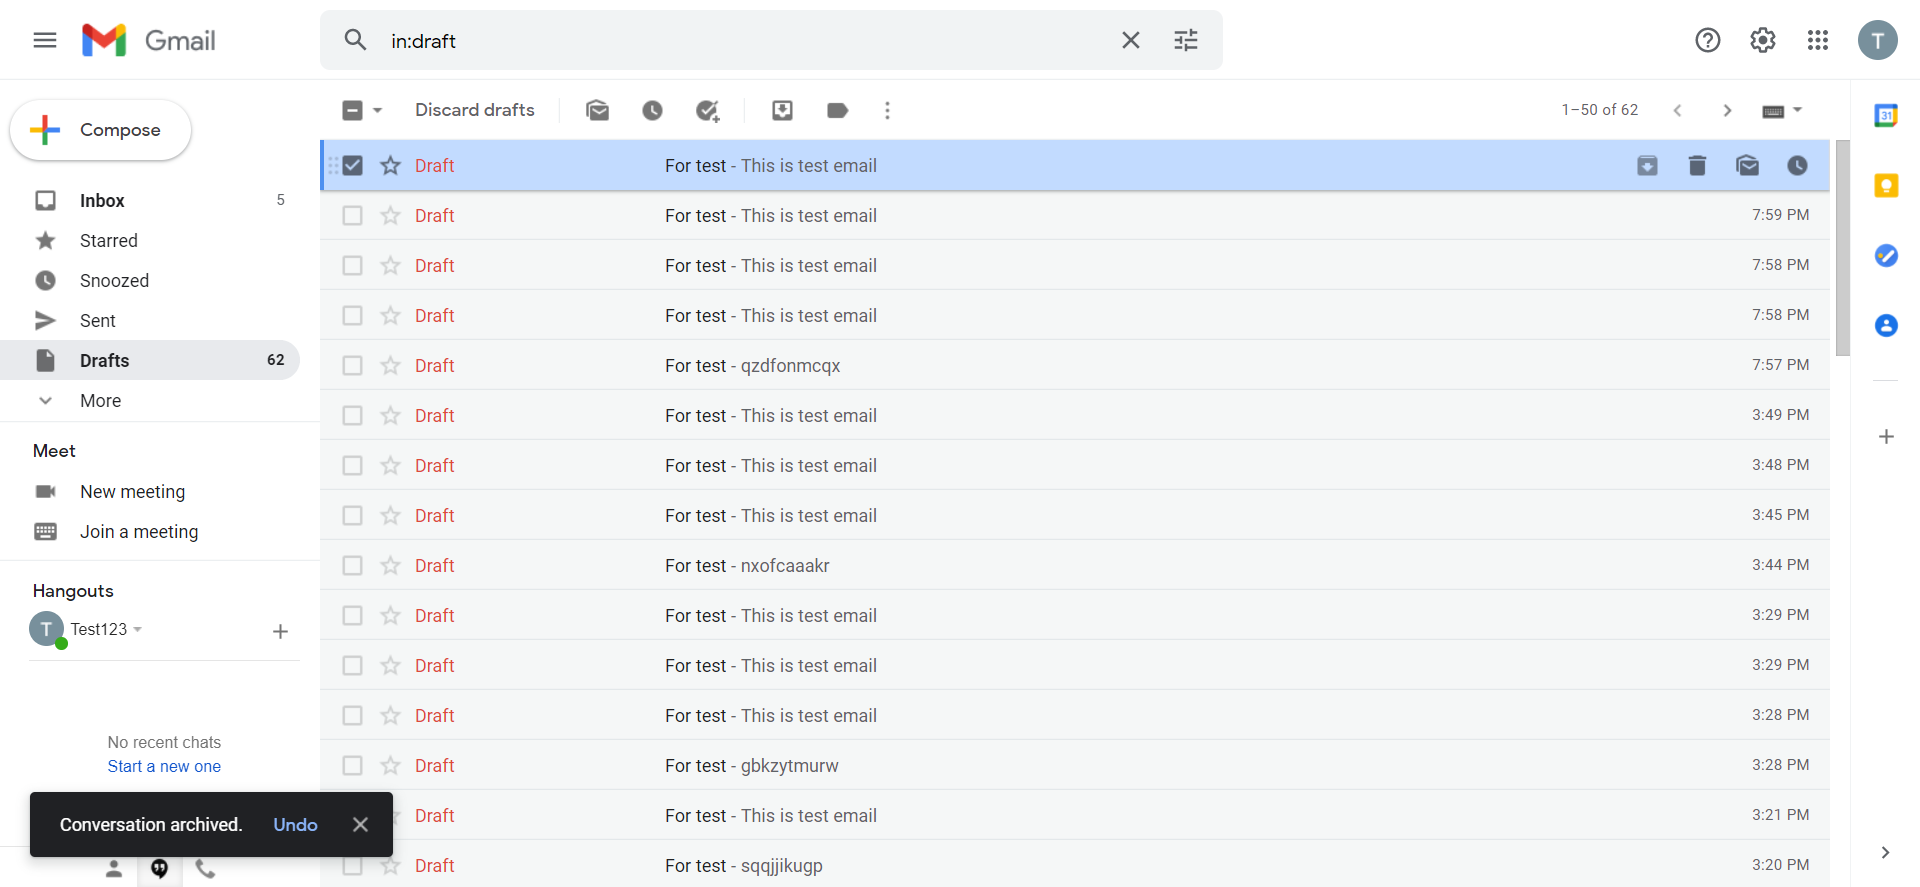 Gmail
in:draft
T
Compose
Discard drafts
1–50 of 62
31
Inbox 5
Starred
Snoozed
Sent
Drafts 62
More
Meet
New meeting
Join a meeting
Hangouts
T Test123
No recent chats
Start a new one
Conversation archived. Undo
Draft For test - This is test email
Draft For test - This is test email 7:59 PM
Draft For test - This is test email 7:58 PM
Draft For test - This is test email 7:58 PM
Draft For test - qzdfonmcqx 7:57 PM
Draft For test - This is test email 3:49 PM
Draft For test - This is test email 3:48 PM
Draft For test - This is test email 3:45 PM
Draft For test - nxofcaaakr 3:44 PM
Draft For test - This is test email 3:29 PM
Draft For test - This is test email 3:29 PM
Draft For test - This is test email 3:28 PM
Draft For test - gbkzytmurw 3:28 PM
Draft For test - This is test email 3:21 PM
Draft For test - sqqjjikugp 3:20 PM